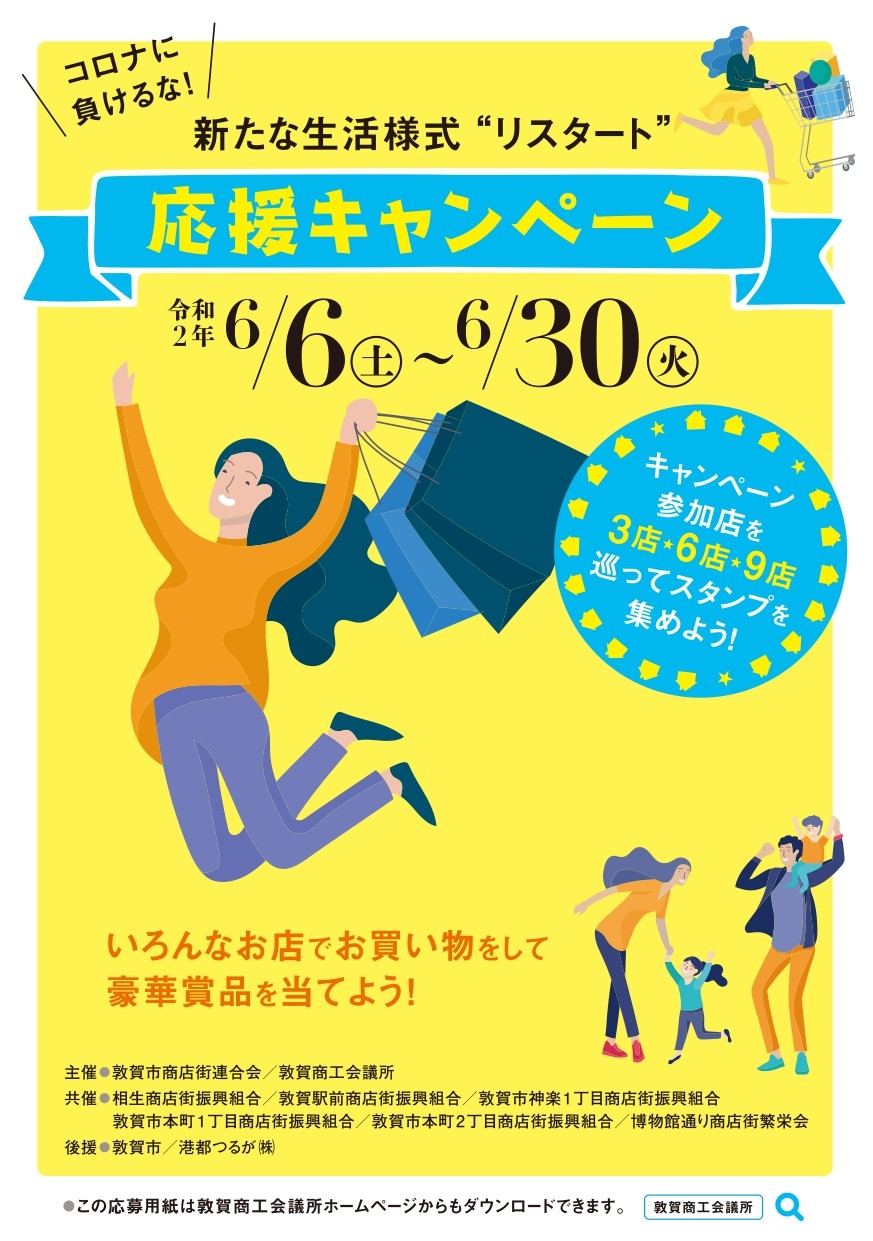 コロナに
負けるな！
新たな生活様式 “リスタート”
応援キャンペーン
令和
2年
6/6㊏～6/30㊋
キャンペーン
参加店を
3店★6店★9店
巡ってスタンプを
集めよう！
いろんなお店でお買い物をして
豪華賞品を当てよう！
主催●敦賀市商店街連合会／敦賀商工会議所
共催●相生商店街振興組合／敦賀駅前商店街振興組合／敦賀市神楽1丁目商店街振興組合
敦賀市本町1丁目商店街振興組合／敦賀市本町2丁目商店街振興組合／博物館通り商店街繁栄会
後援●敦賀市／港都つるが㈱
●この応募用紙は敦賀商工会議所ホームページからもダウンロードできます。 敦賀商工会議所